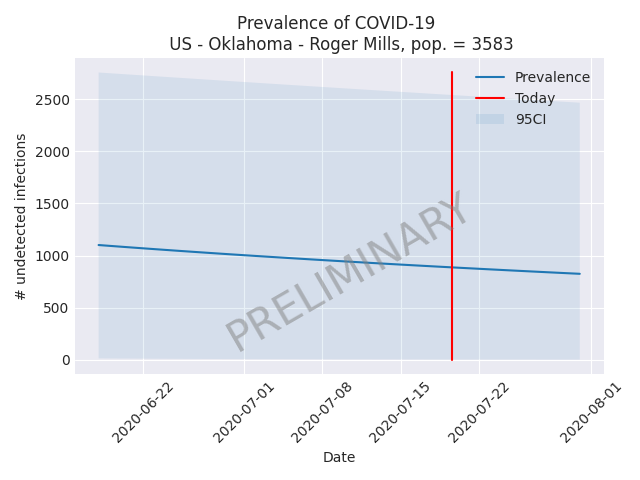 Prevalence of COVID-19
US - Oklahoma - Roger Mills, pop. = 3583
Prevalence
Today
95CI
2500
2000
1500
1000
500
0
# undetected infections
PRELIMINARY
2020-06-22
2020-07-01
2020-07-08
2020-07-15
2020-07-22
2020-08-01
Date